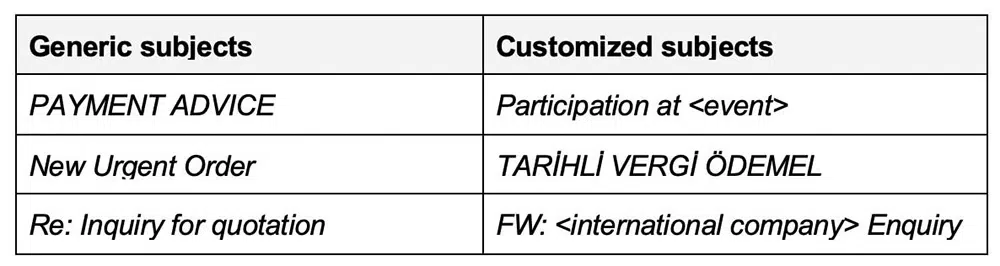 Generic subjects Customized subjects
PAYMENT ADVICE Participation at <event>
New Urgent Order TARİHLİ VERGİ ÖDEMEL
Re: Inquiry for quotation FW: <international company> Enquiry